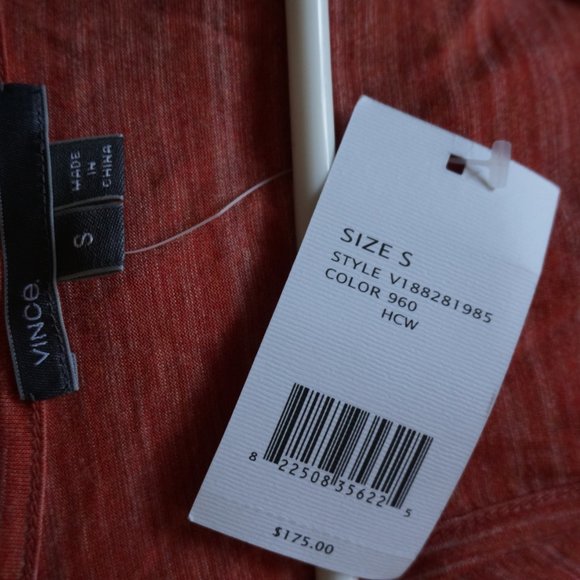 VINCE.
MADE
IN
CHINA
S
SIZE S
STYLE V188281985
COLOR 960
HCW
8 22508 35622 5
$175.00